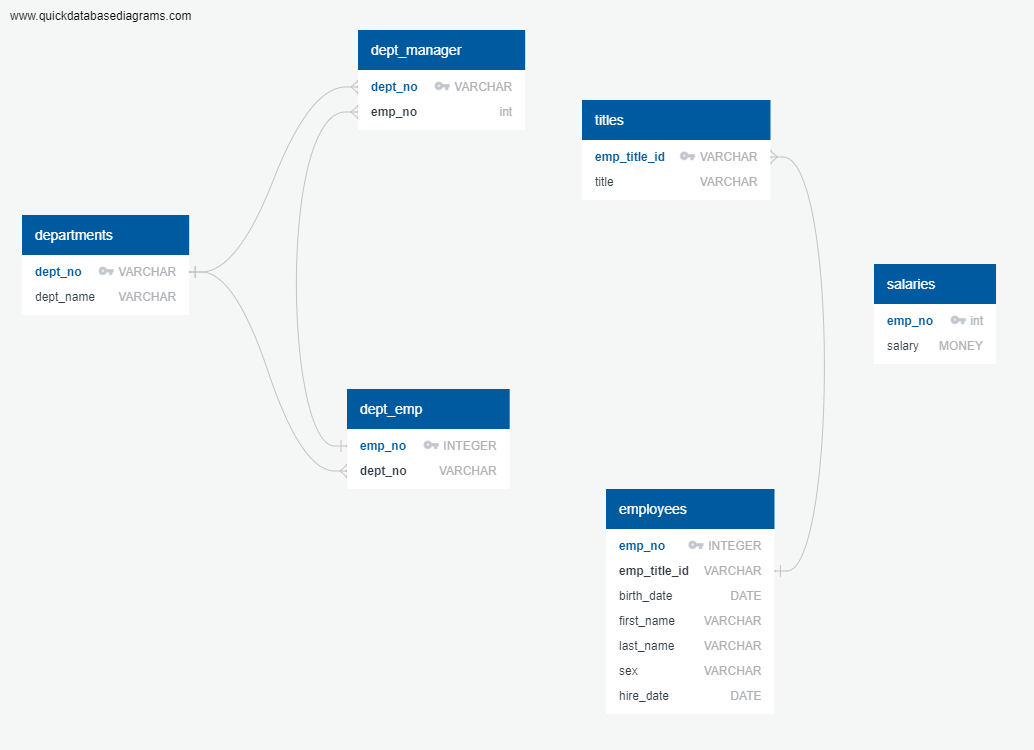 www.quickdatabasediagrams.com
dept_manager
dept_no VARCHAR
emp_no int
titles
emp_title_id VARCHAR
title VARCHAR
departments
dept_no VARCHAR
dept_name VARCHAR
salaries
emp_no int
salary MONEY
dept_emp
emp_no INTEGER
dept_no VARCHAR
employees
emp_no INTEGER
emp_title_id VARCHAR
birth_date DATE
first_name VARCHAR
last_name VARCHAR
sex VARCHAR
hire_date DATE